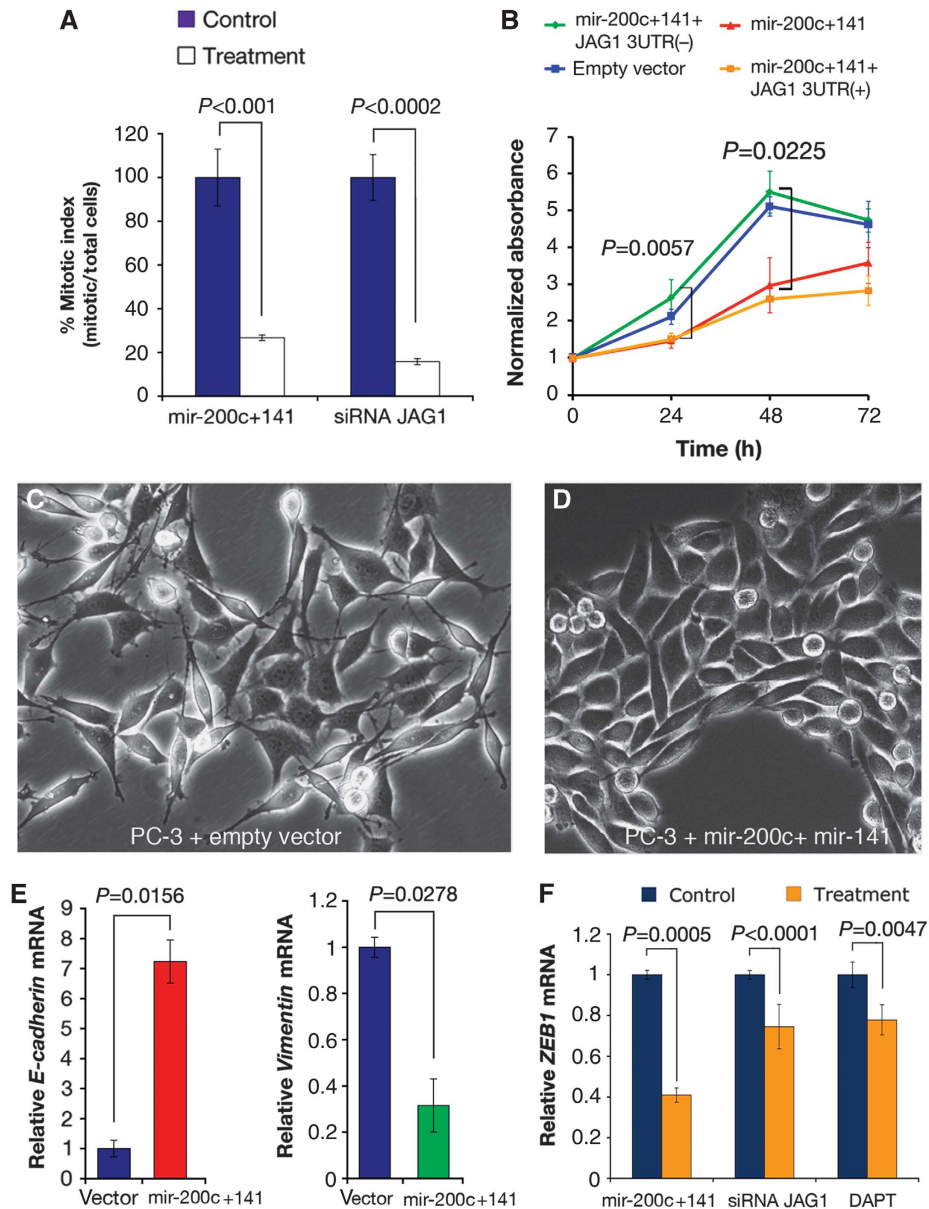 A
Control
Treatment
P<0.001
P<0.0002
120
100
80
60
40
20
0
% Mitotic index
(mitotic/total cells)
mir-200c+141
siRNA JAG1
B
mir-200c+141+
JAG1 3UTR(–)
mir-200c+141
Empty vector
mir-200c+141+
JAG1 3UTR(+)
7
6
5
4
3
2
1
0
Normalized absorbance
P=0.0057
P=0.0225
0
24
48
72
Time (h)
C
PC-3 + empty vector
D
PC-3 + mir-200c+ mir-141
E
P=0.0156
9
8
7
6
5
4
3
2
1
0
Relative E-cadherin mRNA
Vector
mir-200c+141
P=0.0278
1.2
1
0.8
0.6
0.4
0.2
0
Relative Vimentin mRNA
Vector
mir-200c+141
F
Control
Treatment
P=0.0005
P<0.0001
P=0.0047
1.2
1
0.8
0.6
0.4
0.2
0
Relative ZEB1 mRNA
mir-200c+141
siRNA JAG1
DAPT